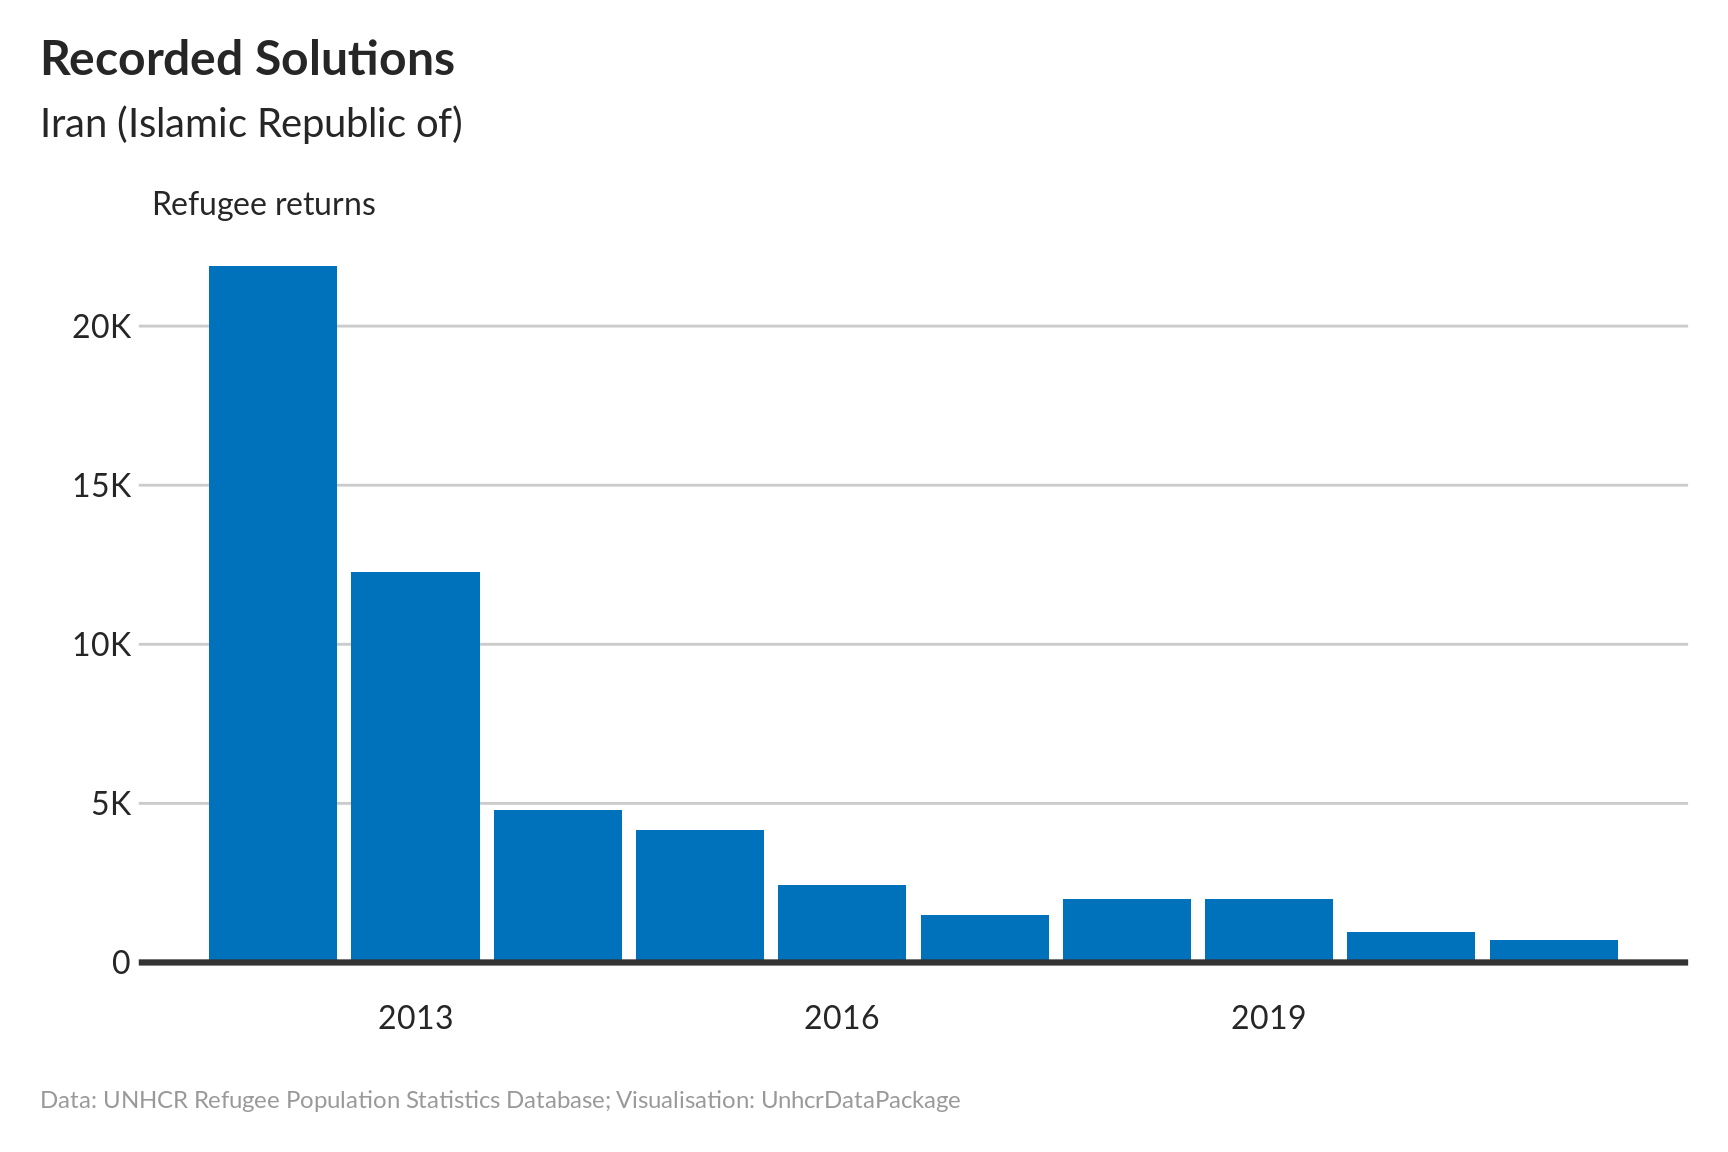 Recorded Solutions
Iran (Islamic Republic of)
Refugee returns
20K
15K
10K
5K
0
2013 2016 2019
Data: UNHCR Refugee Population Statistics Database; Visualisation: UnhcrDataPackage